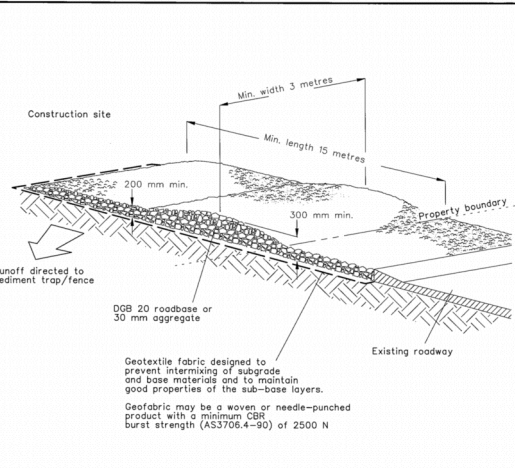 Min. width 3 metres
Construction site
Min. length 15 metres
200 mm min.
300 mm min.
Property boundary
unoff directed to
ediment trap/fence
DGB 20 roadbase or
30 mm aggregate
Existing roadway
Geotextile fabric designed to
prevent intermixing of subgrade
and base materials and to maintain
good properties of the sub-base layers.
Geofabric may be a woven or needle-punched
product with a minimum CBR
burst strength (AS3706.4-90) of 2500 N